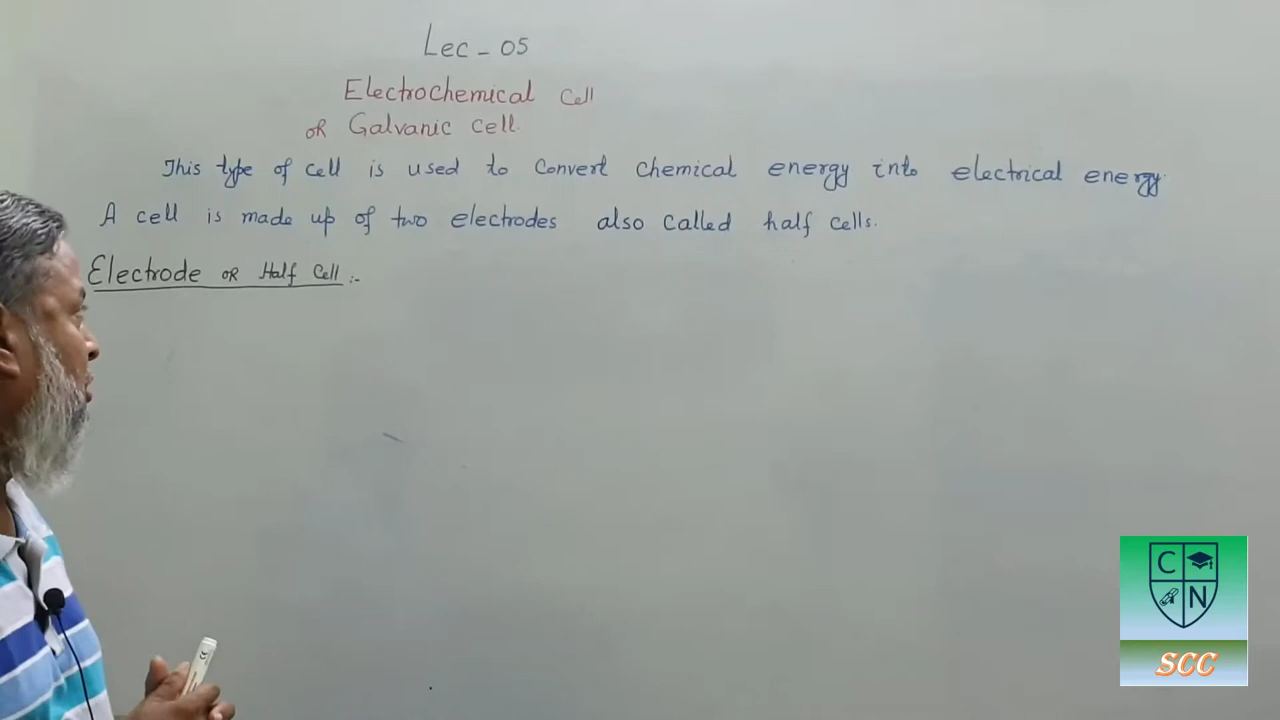 Lec - 05
Electrochemical Cell
OR Galvanic Cell.
This type of cell is used to Convert Chemical energy into electrical energy.
A cell is made up of two electrodes also called half cells.
Electrode OR Half Cell :-
C
N
SCC